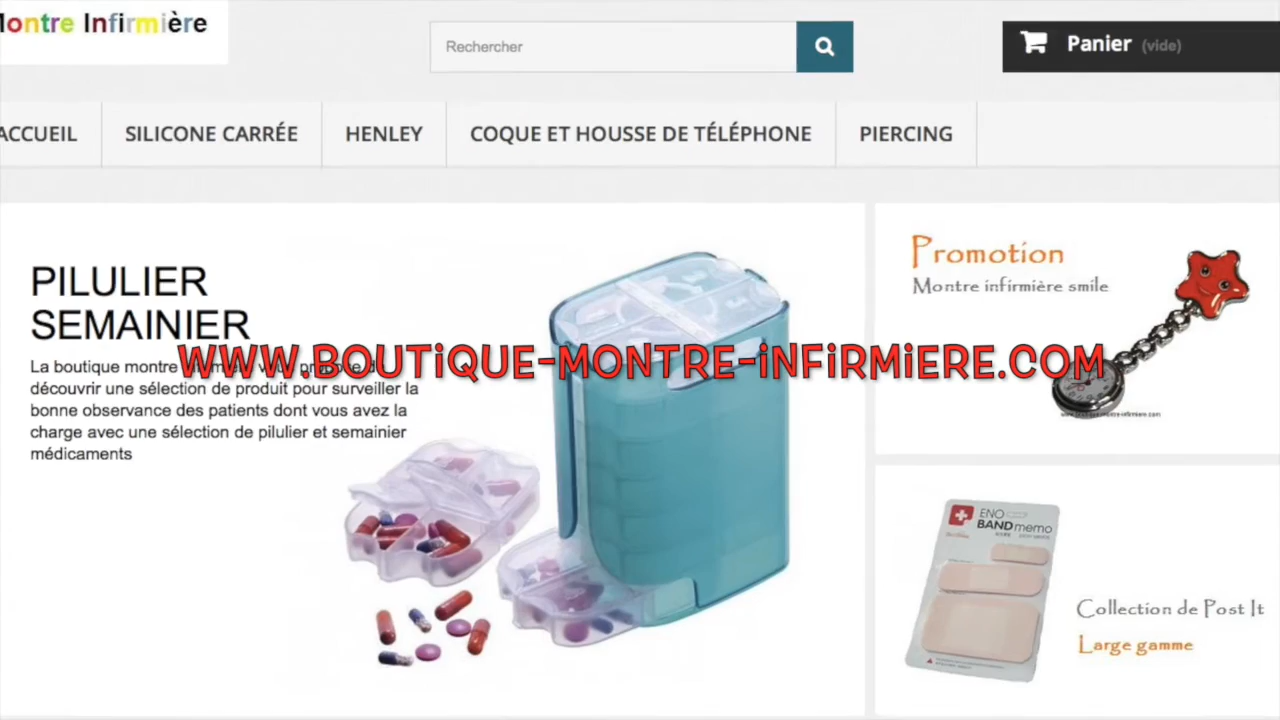 Montre Infirmière
Rechercher
Panier (vide)
ACCUEIL
SILICONE CARRÉE
HENLEY
COQUE ET HOUSSE DE TÉLÉPHONE
PIERCING
PILULIER
SEMAINIER
La boutique montre
découvrir une sélection de produit pour surveiller la
bonne observance des patients dont vous avez la
charge avec une sélection de pilulier et semainier
médicaments
WWW.BOUTiQUE-MONTRE-iNFiRMiERE.COM
Promotion
Montre infirmière smile
ENO
BAND memo
Collection de Post It
Large gamme